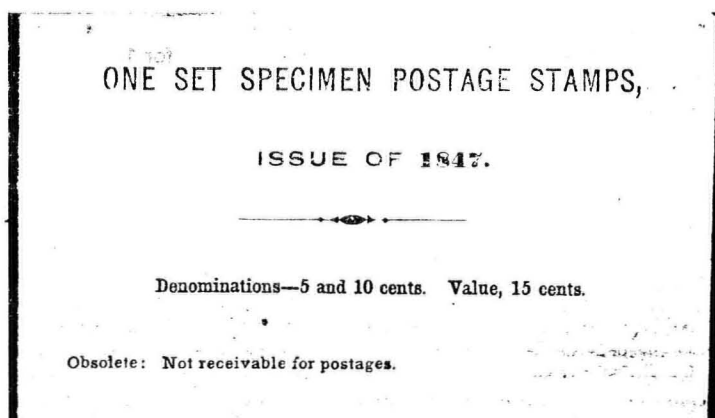 ONE SET SPECIMEN POSTAGE STAMPS,
ISSUE OF 1847.
Denominations—5 and 10 cents. Value, 15 cents.
Obsolete: Not receivable for postages.